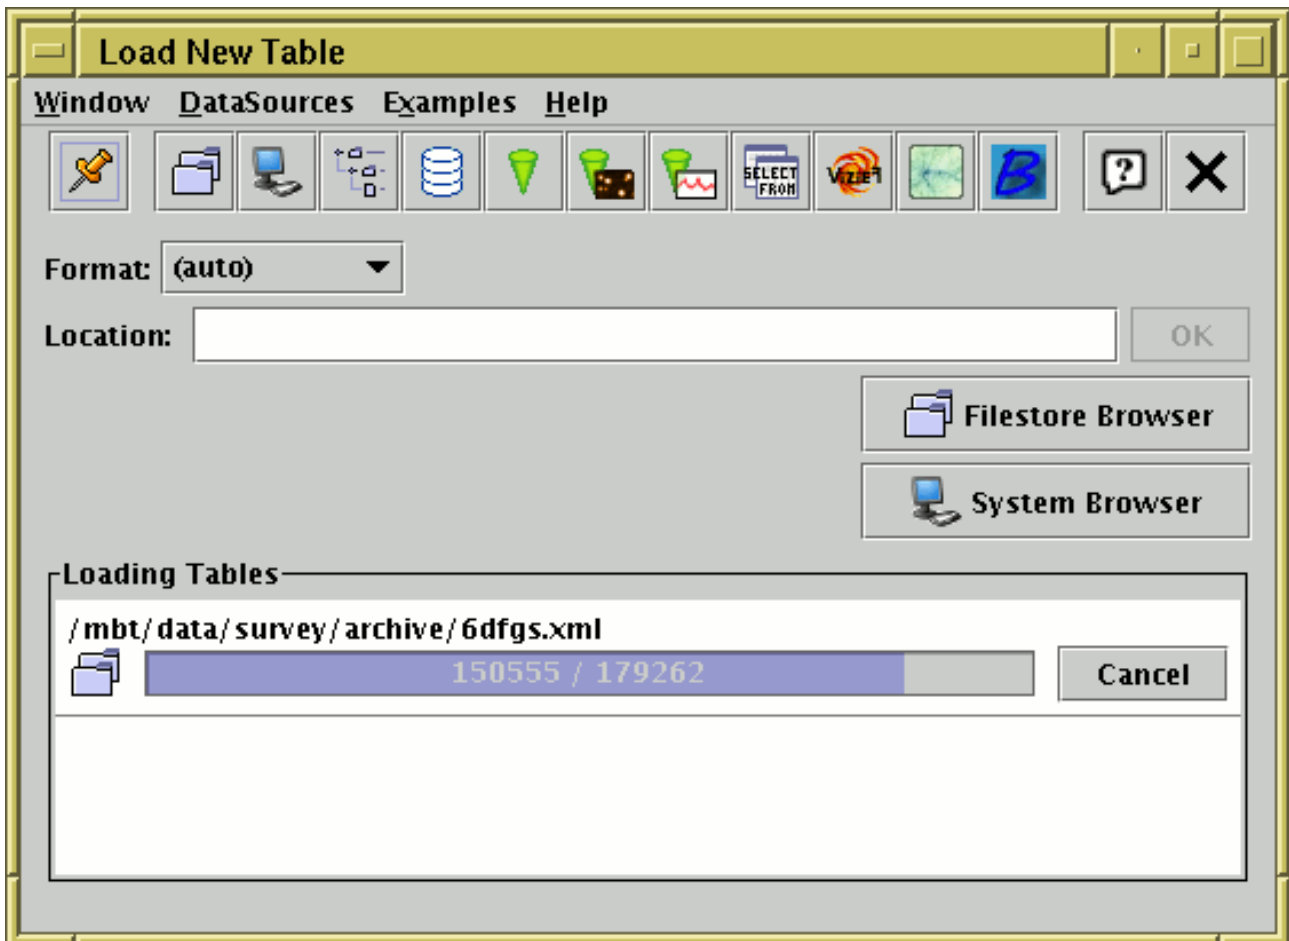 Load New Table
Window DataSources Examples Help
SELECT
FROM
VizieR
B
?
Format: (auto)
Location:
OK
Filestore Browser
System Browser
Loading Tables
/mbt/data/survey/archive/6dfgs.xml
150555 / 179262
Cancel